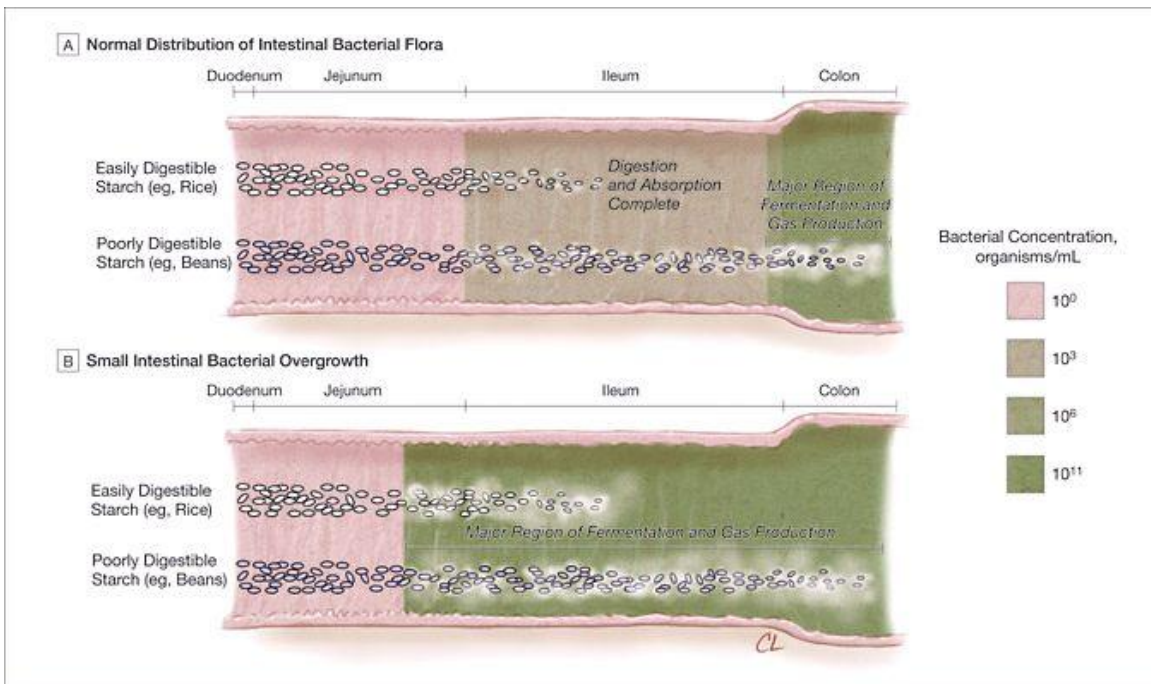 A Normal Distribution of Intestinal Bacterial Flora
Duodenum Jejunum Ileum Colon
Easily Digestible
Starch (eg, Rice)
Digestion
and Absorption
Complete
Major Region of
Fermentation and
Gas Production
Poorly Digestible
Starch (eg, Beans)
B Small Intestinal Bacterial Overgrowth
Duodenum Jejunum Ileum Colon
Easily Digestible
Starch (eg, Rice)
Major Region of Fermentation and Gas Production
Poorly Digestible
Starch (eg, Beans)
CL
Bacterial Concentration,
organisms/mL
10⁰
10³
10⁶
10¹¹